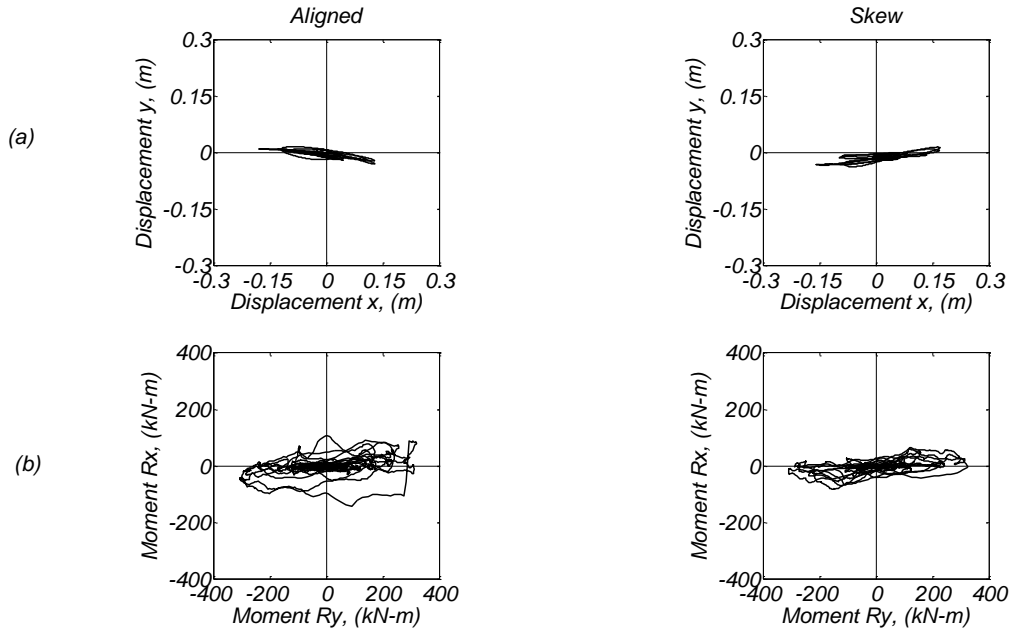 Aligned
Skew
(a)
0.3
0.15
0
-0.15
-0.3
Displacement y, (m)
-0.3 -0.15 0 0.15 0.3
Displacement x, (m)
0.3
0.15
0
-0.15
-0.3
Displacement y, (m)
-0.3 -0.15 0 0.15 0.3
Displacement x, (m)
(b)
400
200
0
-200
-400
Moment Rx, (kN-m)
-400 -200 0 200 400
Moment Ry, (kN-m)
400
200
0
-200
-400
Moment Rx, (kN-m)
-400 -200 0 200 400
Moment Ry, (kN-m)